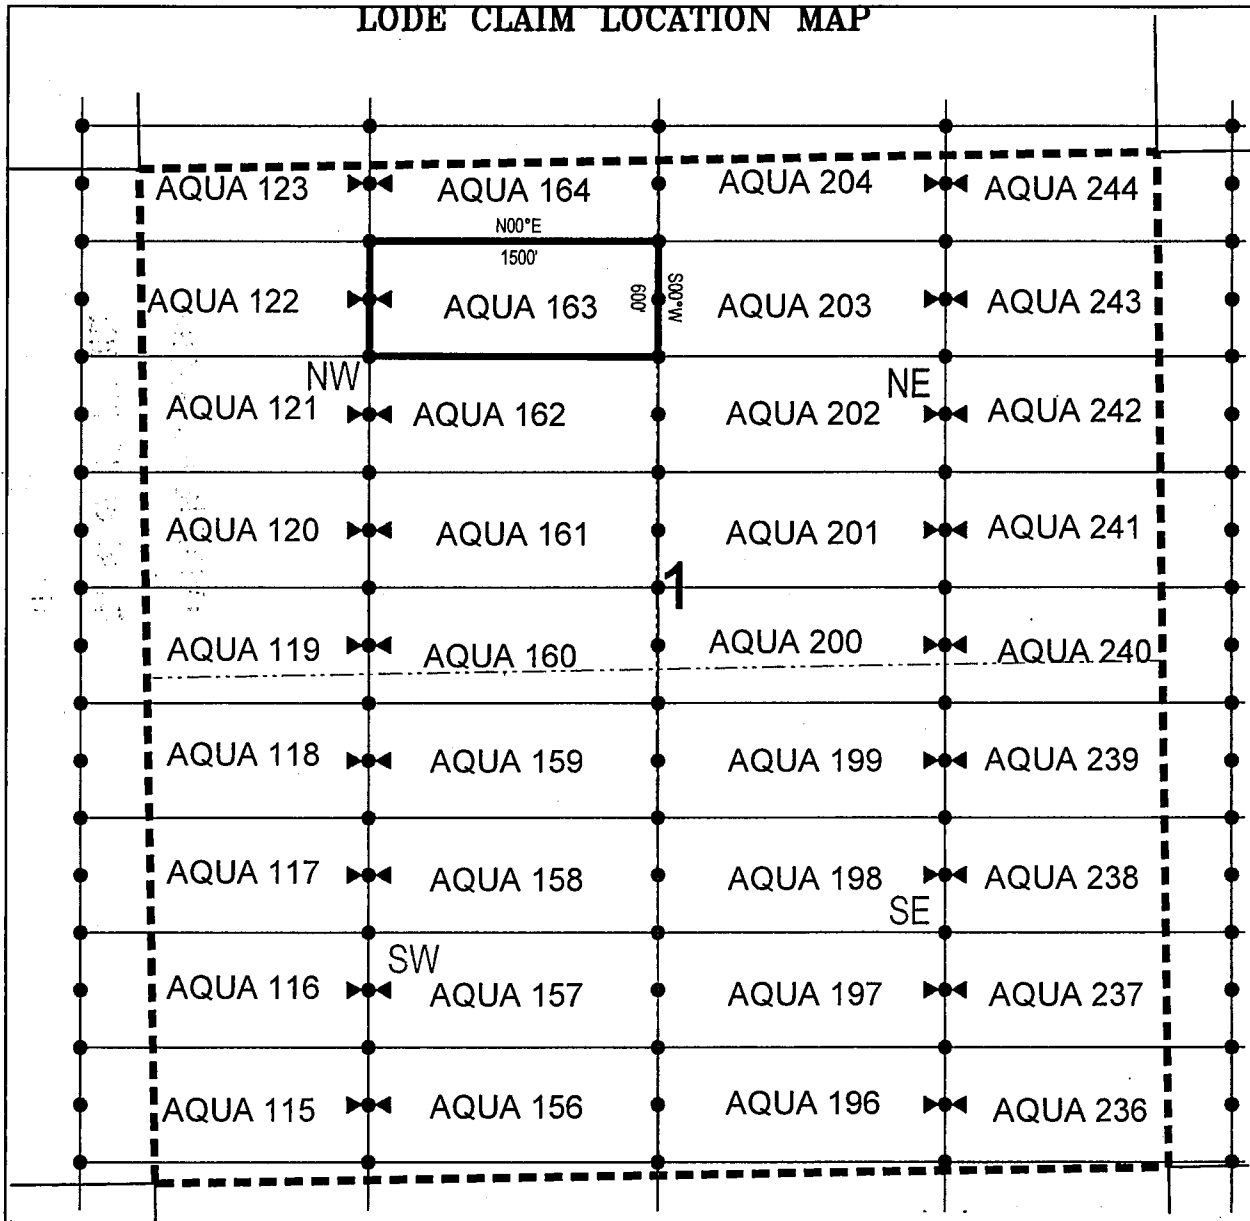 LODE CLAIM LOCATION MAP
AQUA 123 AQUA 164 AQUA 204 AQUA 244
N00°E
1500'
AQUA 122 AQUA 163 600' S00°W AQUA 203 AQUA 243
NW NE
AQUA 121 AQUA 162 AQUA 202 AQUA 242
AQUA 120 AQUA 161 AQUA 201 AQUA 241
1
AQUA 119 AQUA 160 AQUA 200 AQUA 240
AQUA 118 AQUA 159 AQUA 199 AQUA 239
AQUA 117 AQUA 158 AQUA 198 AQUA 238
SE
SW
AQUA 116 AQUA 157 AQUA 197 AQUA 237
AQUA 115 AQUA 156 AQUA 196 AQUA 236